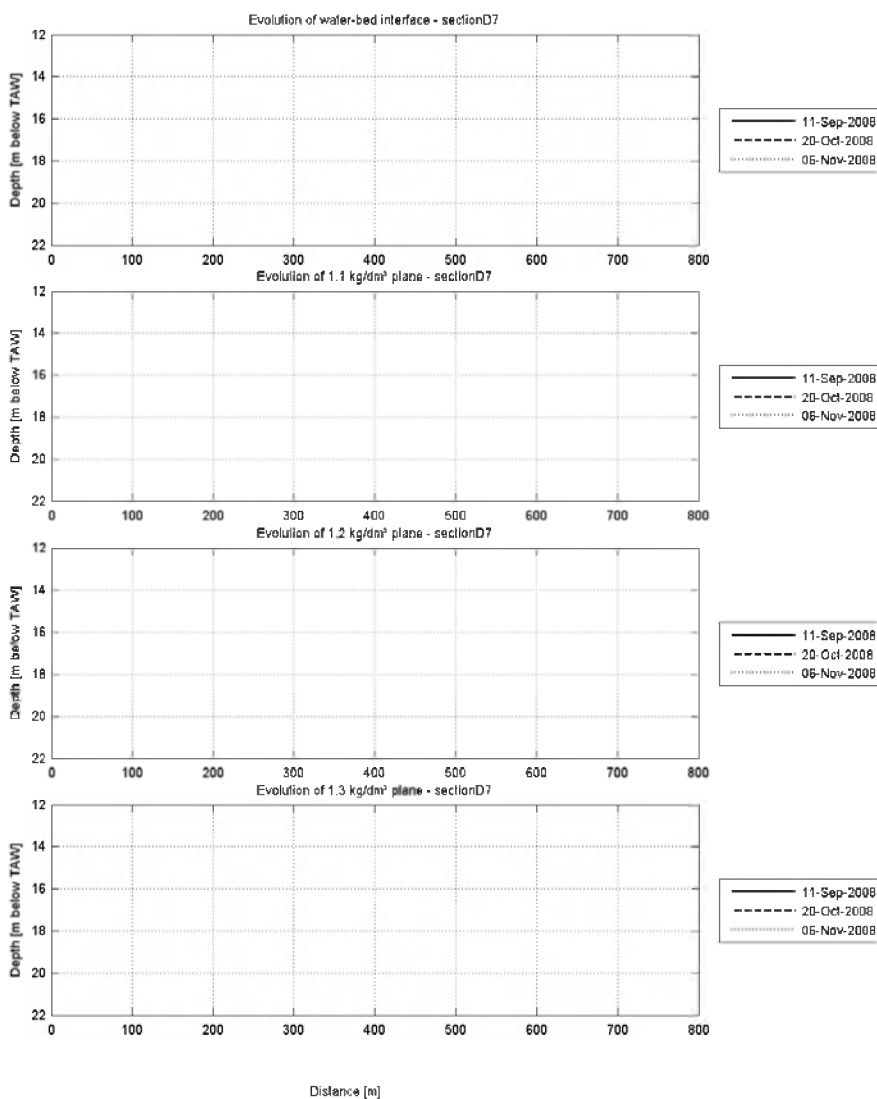 Evolution of water-bed interface - sectionD7
12
14
16
18
20
22
Depth [m below TAW]
0 100 200 300 400 500 600 700 800
11-Sep-2008
20-Oct-2008
06-Nov-2008
Evolution of 1.1 kg/dm³ plane - sectionD7
12
14
16
18
20
22
Depth [m below TAW]
0 100 200 300 400 500 600 700 800
11-Sep-2008
20-Oct-2008
06-Nov-2008
Evolution of 1.2 kg/dm³ plane - sectionD7
12
14
16
18
20
22
Depth [m below TAW]
0 100 200 300 400 500 600 700 800
11-Sep-2008
20-Oct-2008
06-Nov-2008
Evolution of 1.3 kg/dm³ plane - sectionD7
12
14
16
18
20
22
Depth [m below TAW]
0 100 200 300 400 500 600 700 800
11-Sep-2008
20-Oct-2008
06-Nov-2008
Distance [m]